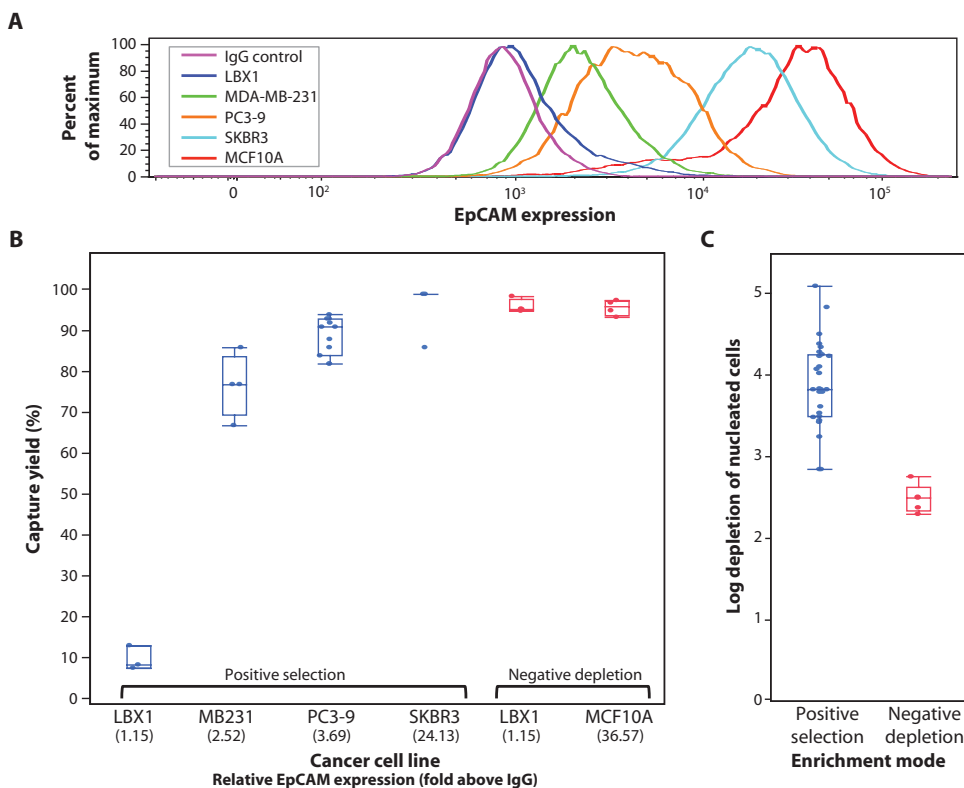 A
Percent
of maximum
100
80
60
40
20
0
IgG control
LBX1
MDA-MB-231
PC3-9
SKBR3
MCF10A
0 10² 10³ 10⁴ 10⁵
EpCAM expression
B
Capture yield (%)
100
90
80
70
60
50
40
30
20
10
0
Positive selection Negative depletion
LBX1 MB231 PC3-9 SKBR3 LBX1 MCF10A
(1.15) (2.52) (3.69) (24.13) (1.15) (36.57)
Cancer cell line
Relative EpCAM expression (fold above IgG)
C
Log depletion of nucleated cells
5
4
3
2
1
0
Positive Negative
selection depletion
Enrichment mode